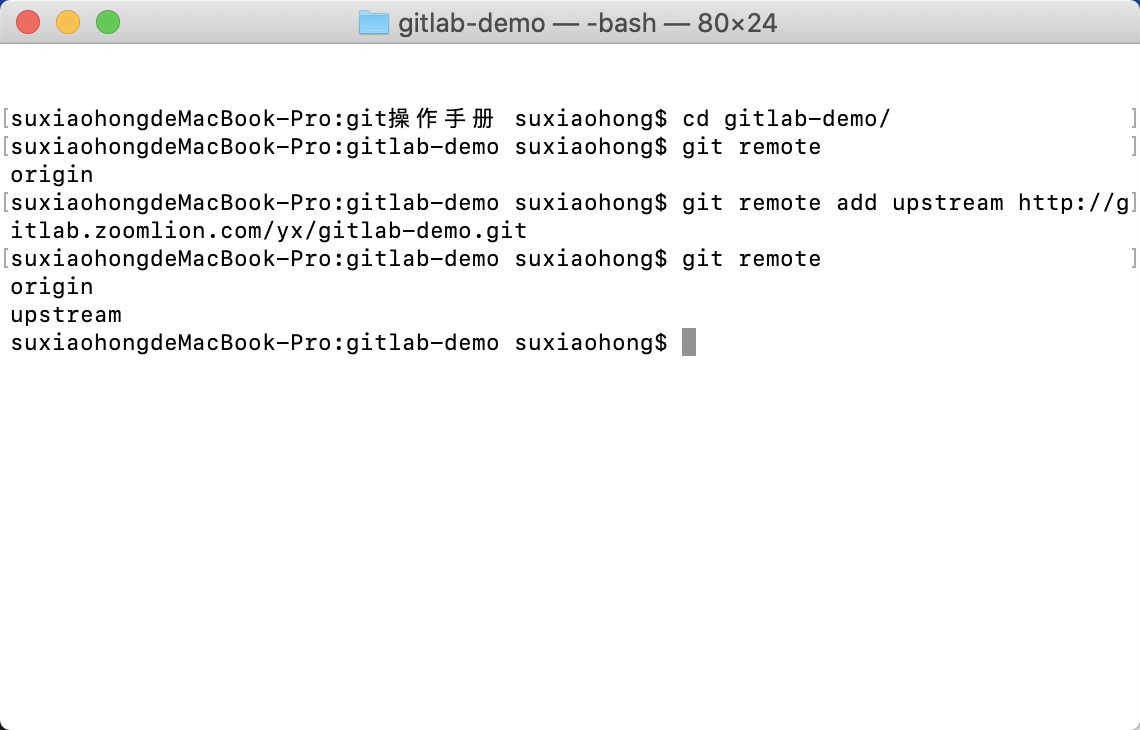 gitlab-demo — -bash — 80×24
[suxiaohongdeMacBook-Pro:git操作手册 suxiaohong$ cd gitlab-demo/ ]
[suxiaohongdeMacBook-Pro:gitlab-demo suxiaohong$ git remote ]
origin
[suxiaohongdeMacBook-Pro:gitlab-demo suxiaohong$ git remote add upstream http://g]
itlab.zoomlion.com/yx/gitlab-demo.git
[suxiaohongdeMacBook-Pro:gitlab-demo suxiaohong$ git remote ]
origin
upstream
suxiaohongdeMacBook-Pro:gitlab-demo suxiaohong$